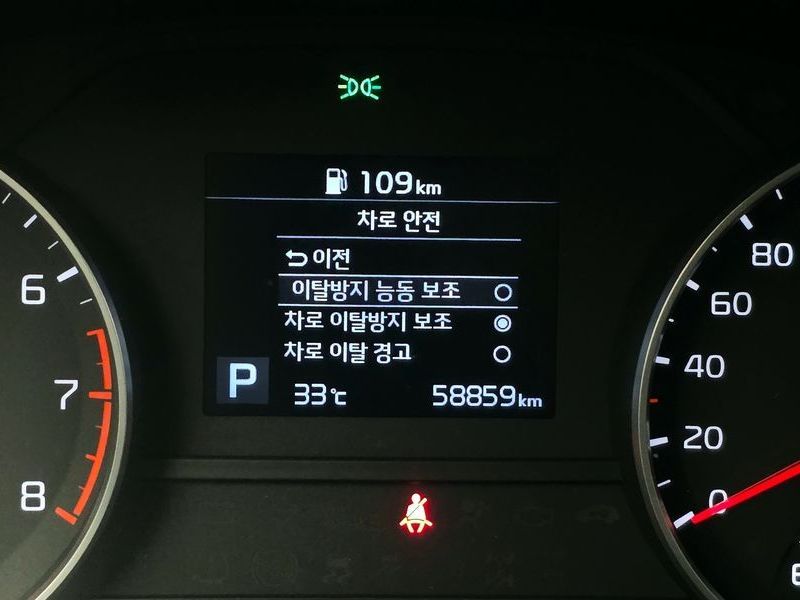 109km
차로 안전
이전
이탈방지 능동 보조
차로 이탈방지 보조
차로 이탈 경고
P 33℃ 58859km
6
7
8
80
60
40
20
0